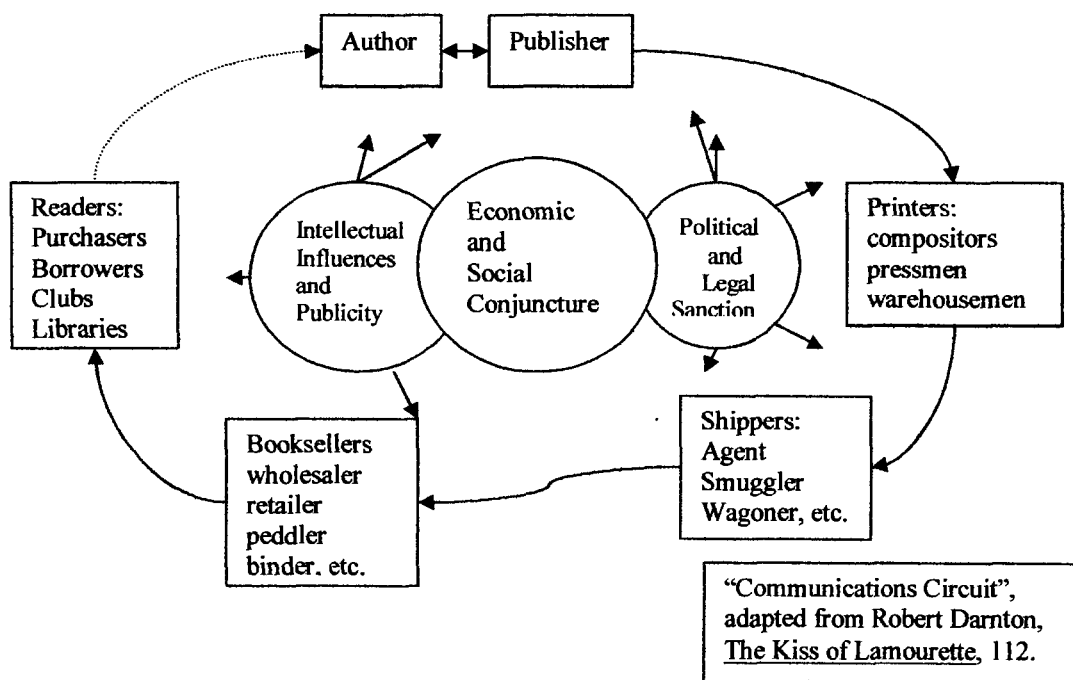 Author
Publisher
Readers:
Purchasers
Borrowers
Clubs
Libraries
Intellectual
Influences
and
Publicity
Economic
and
Social
Conjuncture
Political
and
Legal
Sanction
Printers:
compositors
pressmen
warehousemen
Booksellers
wholesaler
retailer
peddler
binder, etc.
Shippers:
Agent
Smuggler
Wagoner, etc.
“Communications Circuit”,
adapted from Robert Darnton,
The Kiss of Lamourette, 112.